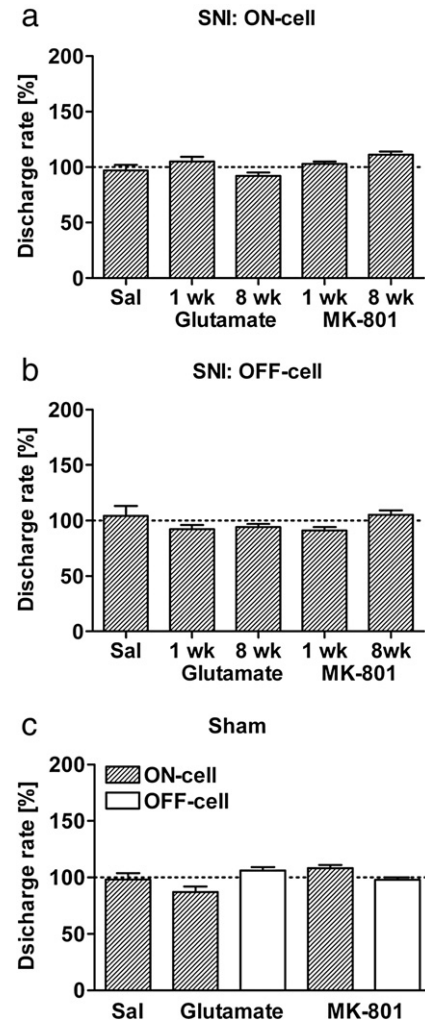 a
SNI: ON-cell
Discharge rate [%]
200
150
100
50
0
Sal 1 wk 8 wk 1 wk 8 wk
Glutamate MK-801
b
SNI: OFF-cell
Discharge rate [%]
200
150
100
50
0
Sal 1 wk 8 wk 1 wk 8wk
Glutamate MK-801
c
Sham
Dsicharge rate [%]
200
150
100
50
0
ON-cell
OFF-cell
Sal Glutamate MK-801